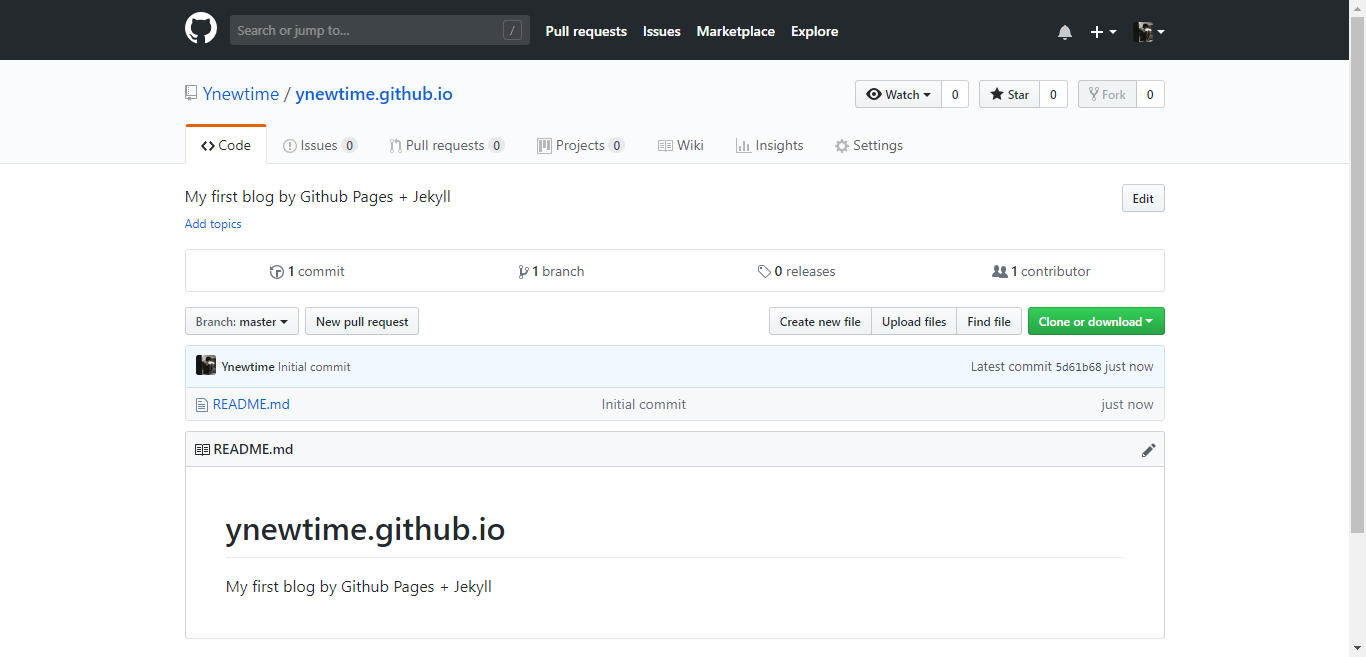 Search or jump to... / Pull requests Issues Marketplace Explore
Ynewtime / ynewtime.github.io Watch 0 Star 0 Fork 0
Code Issues 0 Pull requests 0 Projects 0 Wiki Insights Settings
My first blog by Github Pages + Jekyll Edit
Add topics
1 commit 1 branch 0 releases 1 contributor
Branch: master New pull request Create new file Upload files Find file Clone or download
Ynewtime Initial commit Latest commit 5d61b68 just now
README.md Initial commit just now
README.md
ynewtime.github.io
My first blog by Github Pages + Jekyll